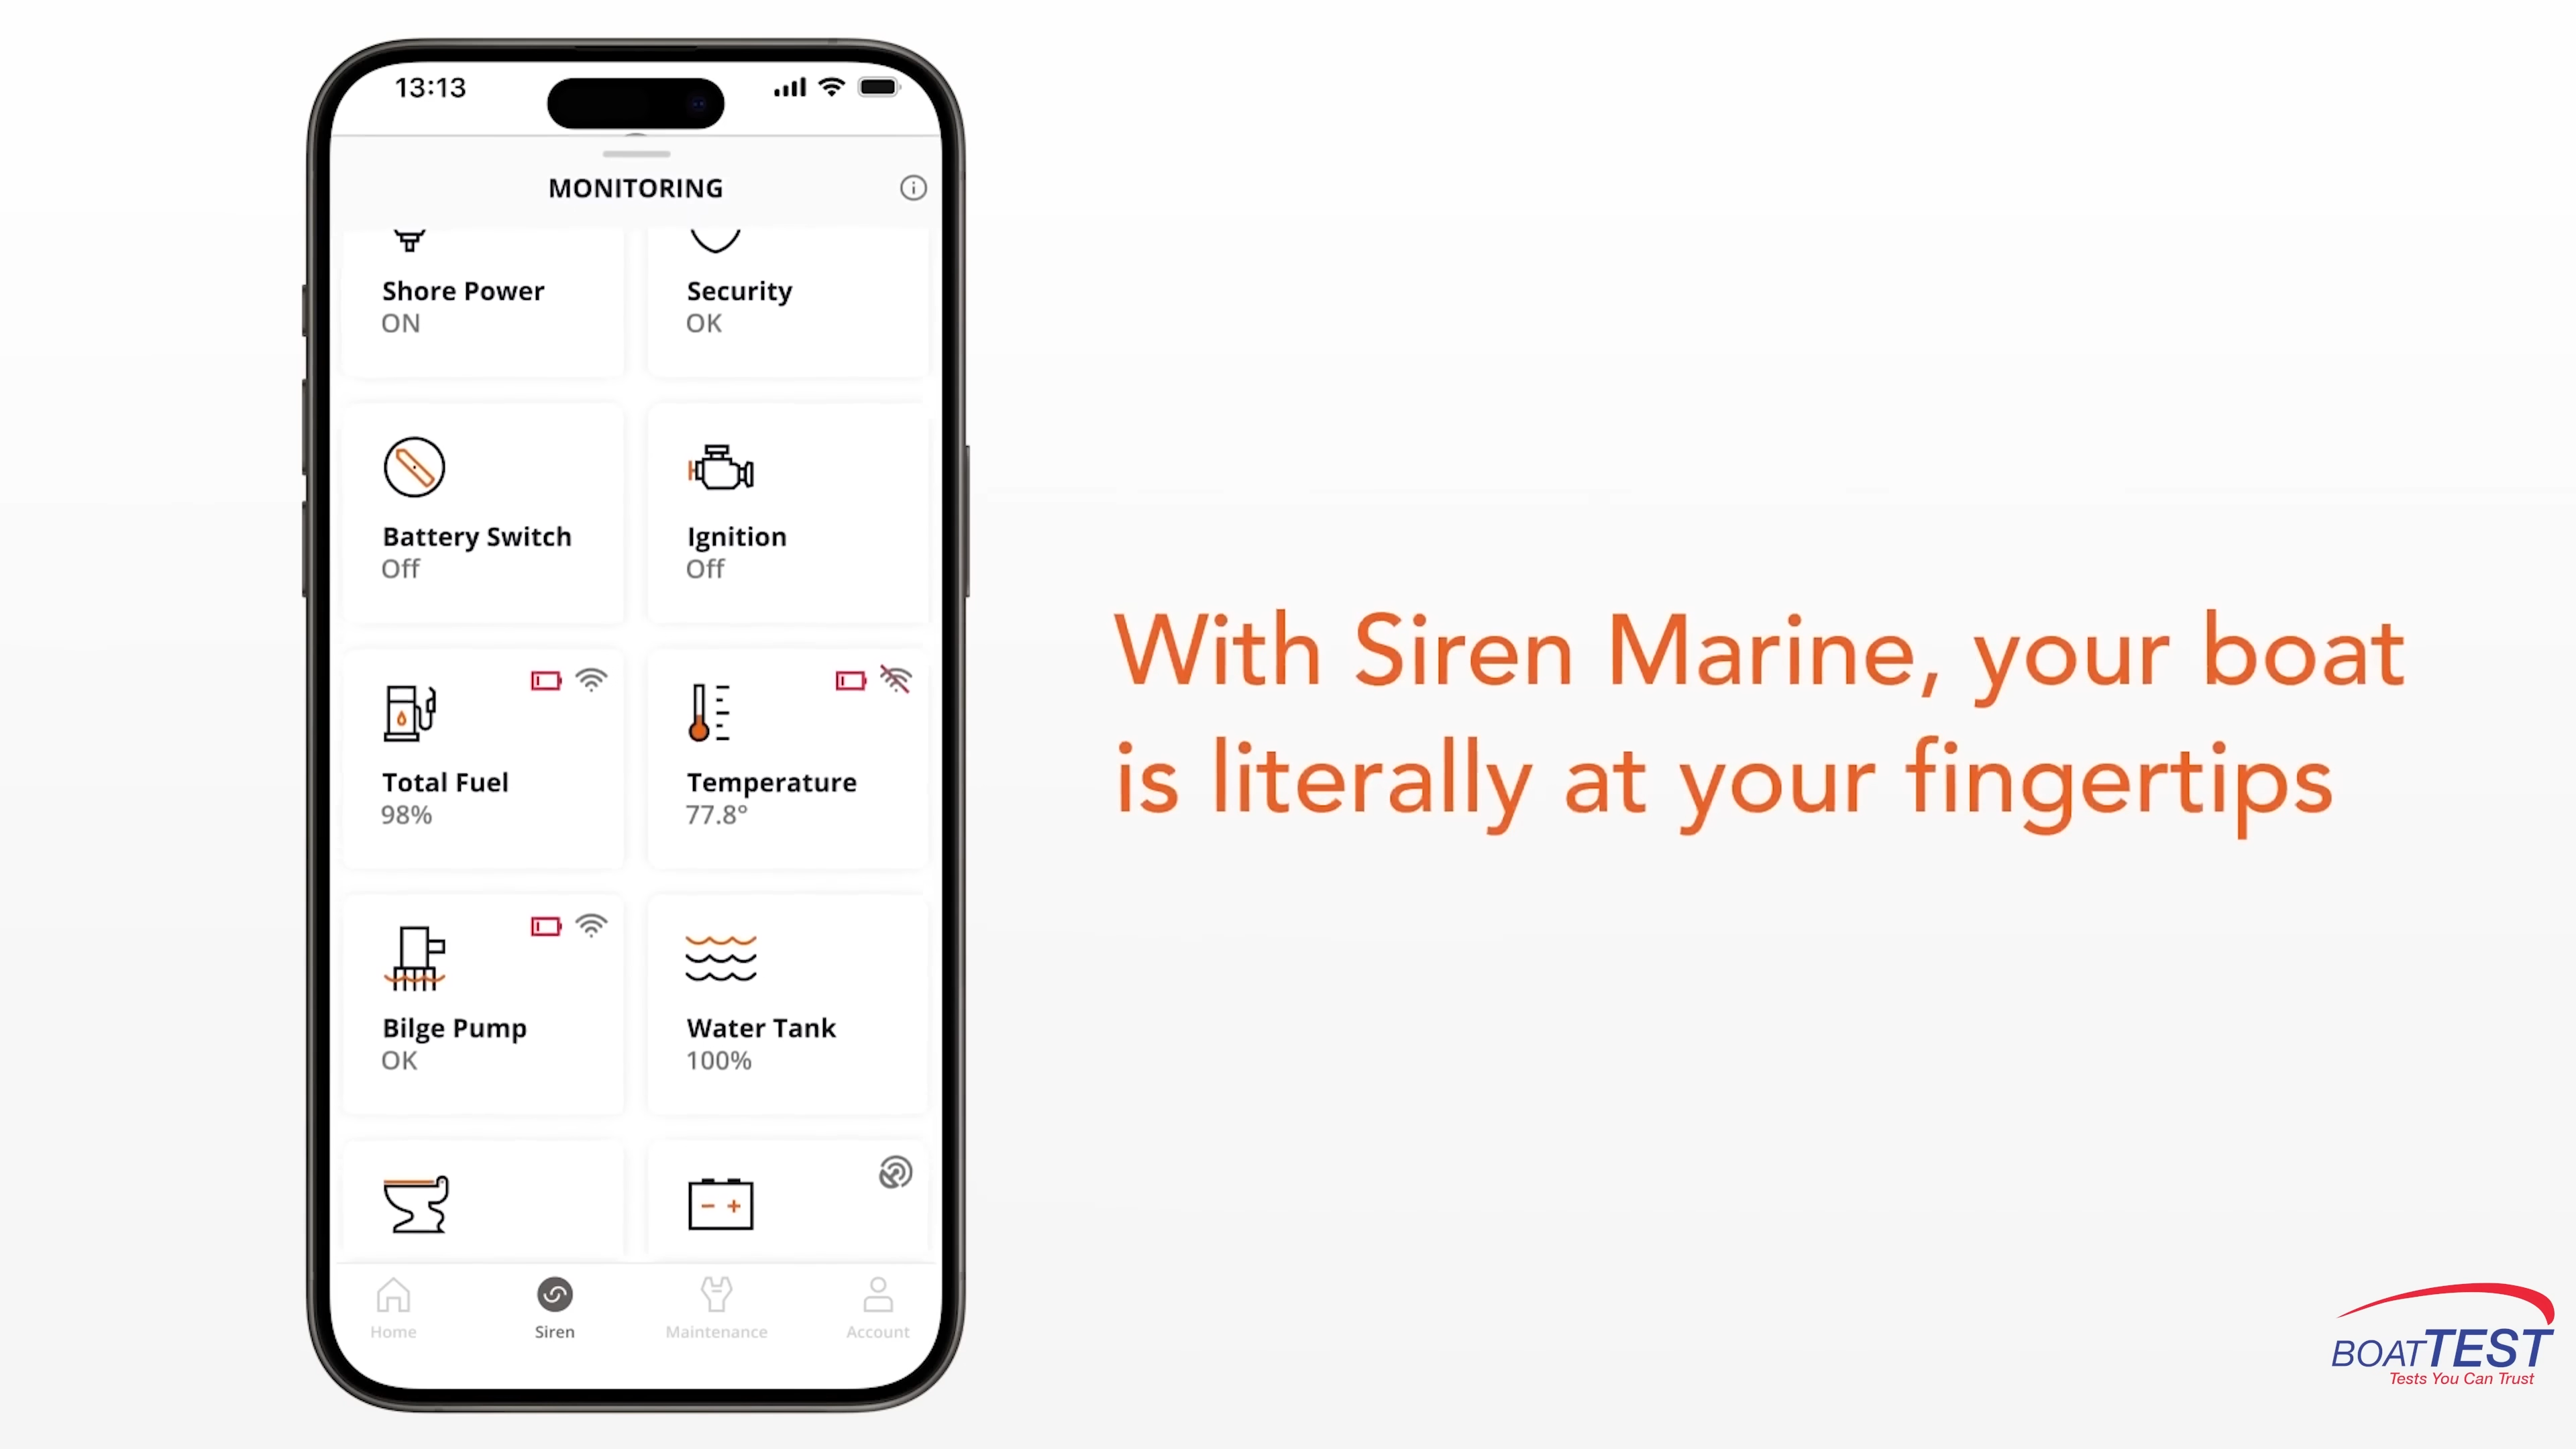 13:13
MONITORING
Shore Power
ON
Security
OK
Battery Switch
Off
Ignition
Off
Total Fuel
98%
Temperature
77.8°
Bilge Pump
OK
Water Tank
100%
Home
Siren
Maintenance
Account
With Siren Marine, your boat
is literally at your fingertips
BOATTEST
Tests You Can Trust